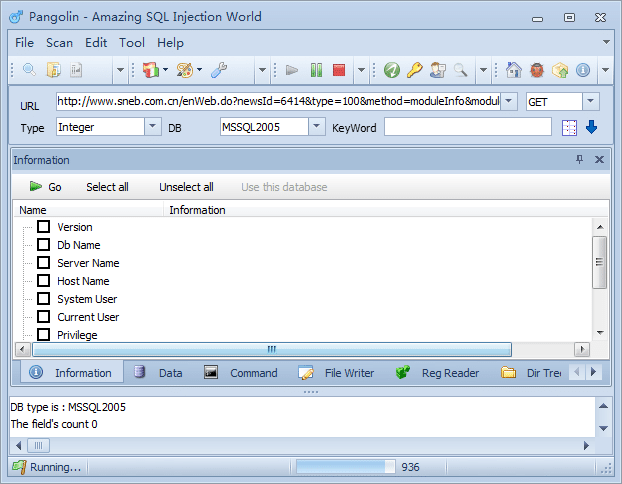 Pangolin - Amazing SQL Injection World
File Scan Edit Tool Help
URL http://www.sneb.com.cn/enWeb.do?newsId=6414&type=100&method=moduleInfo&modul GET
Type Integer DB MSSQL2005 KeyWord
Information
Go Select all Unselect all Use this database
Name Information
Version
Db Name
Server Name
Host Name
System User
Current User
Privilege
Information Data Command File Writer Reg Reader Dir Tree
DB type is : MSSQL2005
The field's count 0
Running... 936